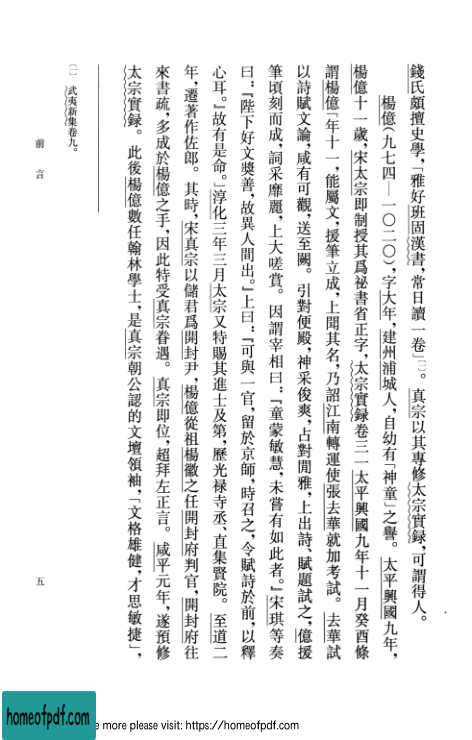 錢氏頗擅史學，「雅好班固漢書，常日讀一卷」〔一〕。真宗以其專修太宗實録，可謂得人。
楊億（九七四—一〇二〇），字大年，建州浦城人，自幼有「神童」之譽。太平興國九年，
楊億十一歲，宋太宗即制授其爲祕書省正字，太宗實録卷三一太平興國九年十一月癸酉條
謂楊億「年十一，能屬文，援筆立成，上聞其名，乃詔江南轉運使張去華就加考試。去華試
以詩賦文論，咸有可觀，送至闕。引對便殿，神采俊爽，占對閒雅，上出詩、賦題試之，億援
筆頃刻而成，詞采靡麗，上大嗟賞。因謂宰相曰：『童蒙敏慧，未嘗有如此者。』宋琪等奏
曰：『陛下好文奬善，故異人間出。』上曰：『可與一官，留於京師，時召之，令賦詩於前，以釋
心耳。』故有是命。」淳化三年三月太宗又特賜其進士及第，歷光禄寺丞、直集賢院。至道二
年，遷著作佐郎。其時，宋真宗以儲君爲開封尹，楊億從祖楊徽之任開封府判官，開封府往
來書疏，多成於楊億之手，因此特受真宗眷遇。真宗即位，超拜左正言。咸平元年，遂預修
太宗實録。此後楊億數任翰林學士，是真宗朝公認的文壇領袖，「文格雄健，才思敏捷」，
〔一〕武夷新集卷九。
前言
五
homeofpdf.com
e more please visit: https://homeofpdf.com